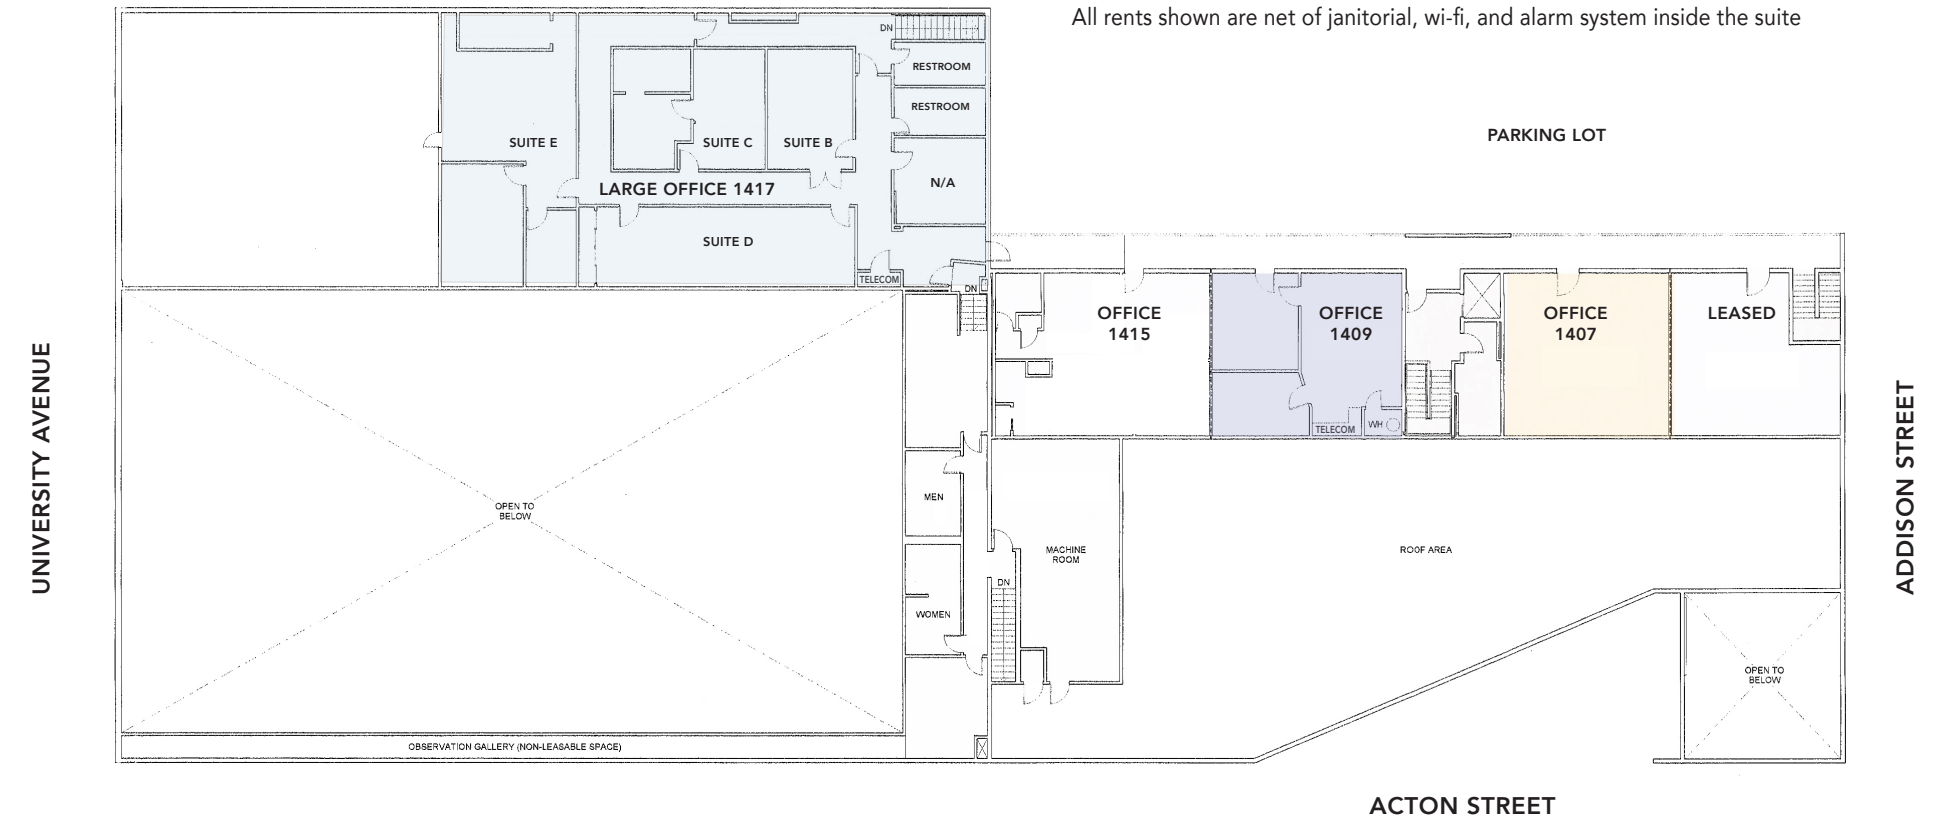 All rents shown are net of janitorial, wi-fi, and alarm system inside the suite
DN
RESTROOM
RESTROOM
PARKING LOT
SUITE E
SUITE C
SUITE B
N/A
LARGE OFFICE 1417
SUITE D
TELECOM
DN
OFFICE
1415
OFFICE
1409
OFFICE
1407
LEASED
TELECOM
WH
UNIVERSITY AVENUE
ADDISON STREET
OPEN TO
BELOW
MEN
MACHINE
ROOM
ROOF AREA
DN
WOMEN
OPEN TO
BELOW
OBSERVATION GALLERY (NON-LEASABLE SPACE)
ACTON STREET